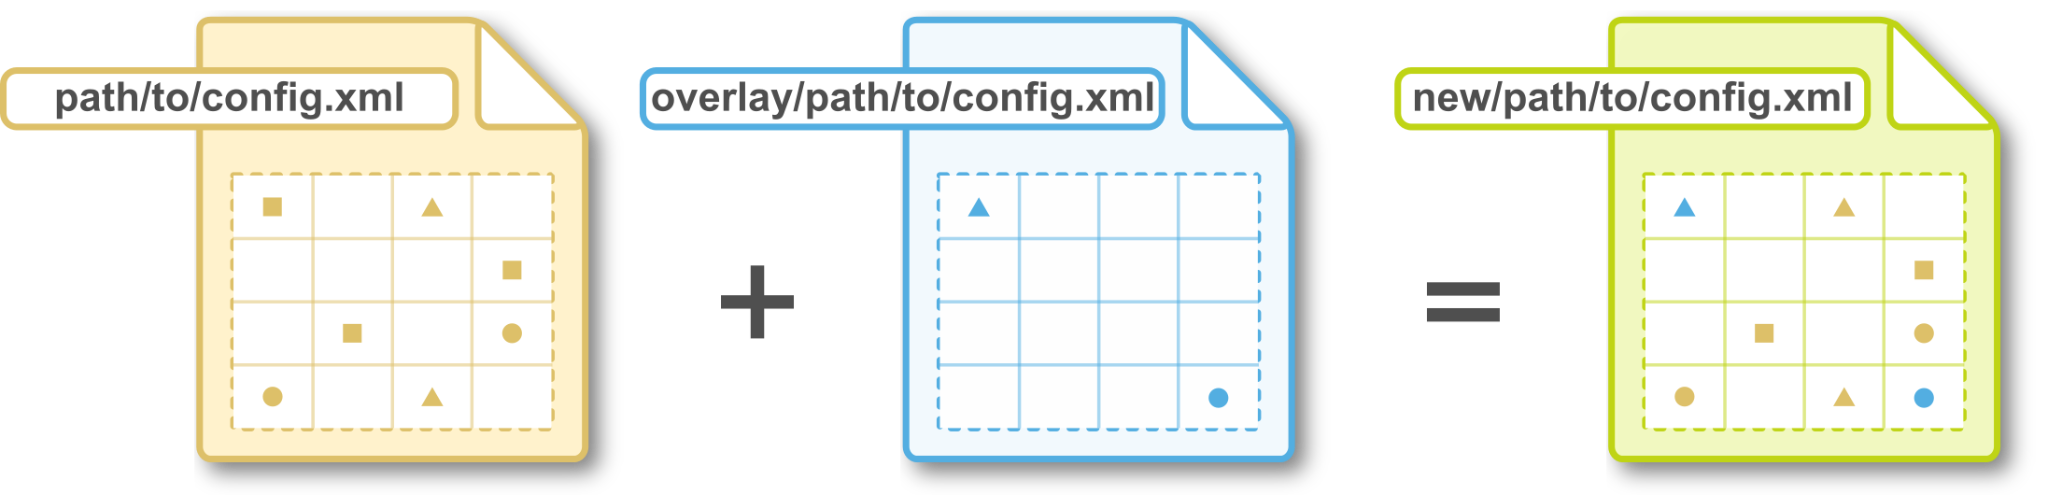 path/to/config.xml
overlay/path/to/config.xml
new/path/to/config.xml
+
=